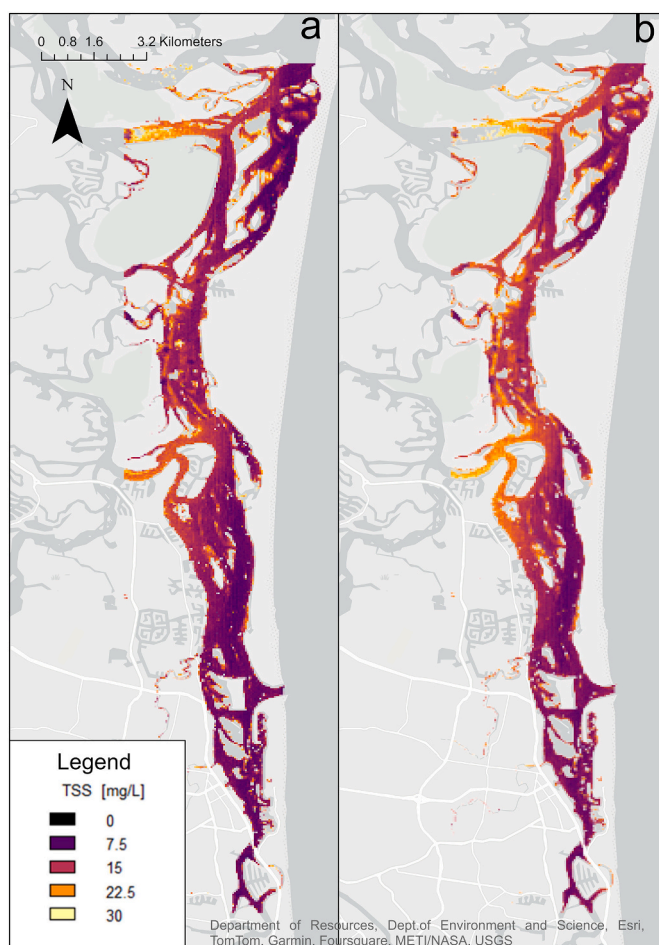 a
b
0 0.8 1.6 3.2 Kilometers
N
Legend
TSS [mg/L]
0
7.5
15
22.5
30
Department of Resources, Dept.of Environment and Science, Esri,
TomTom, Garmin, Foursquare, METI/NASA, USGS